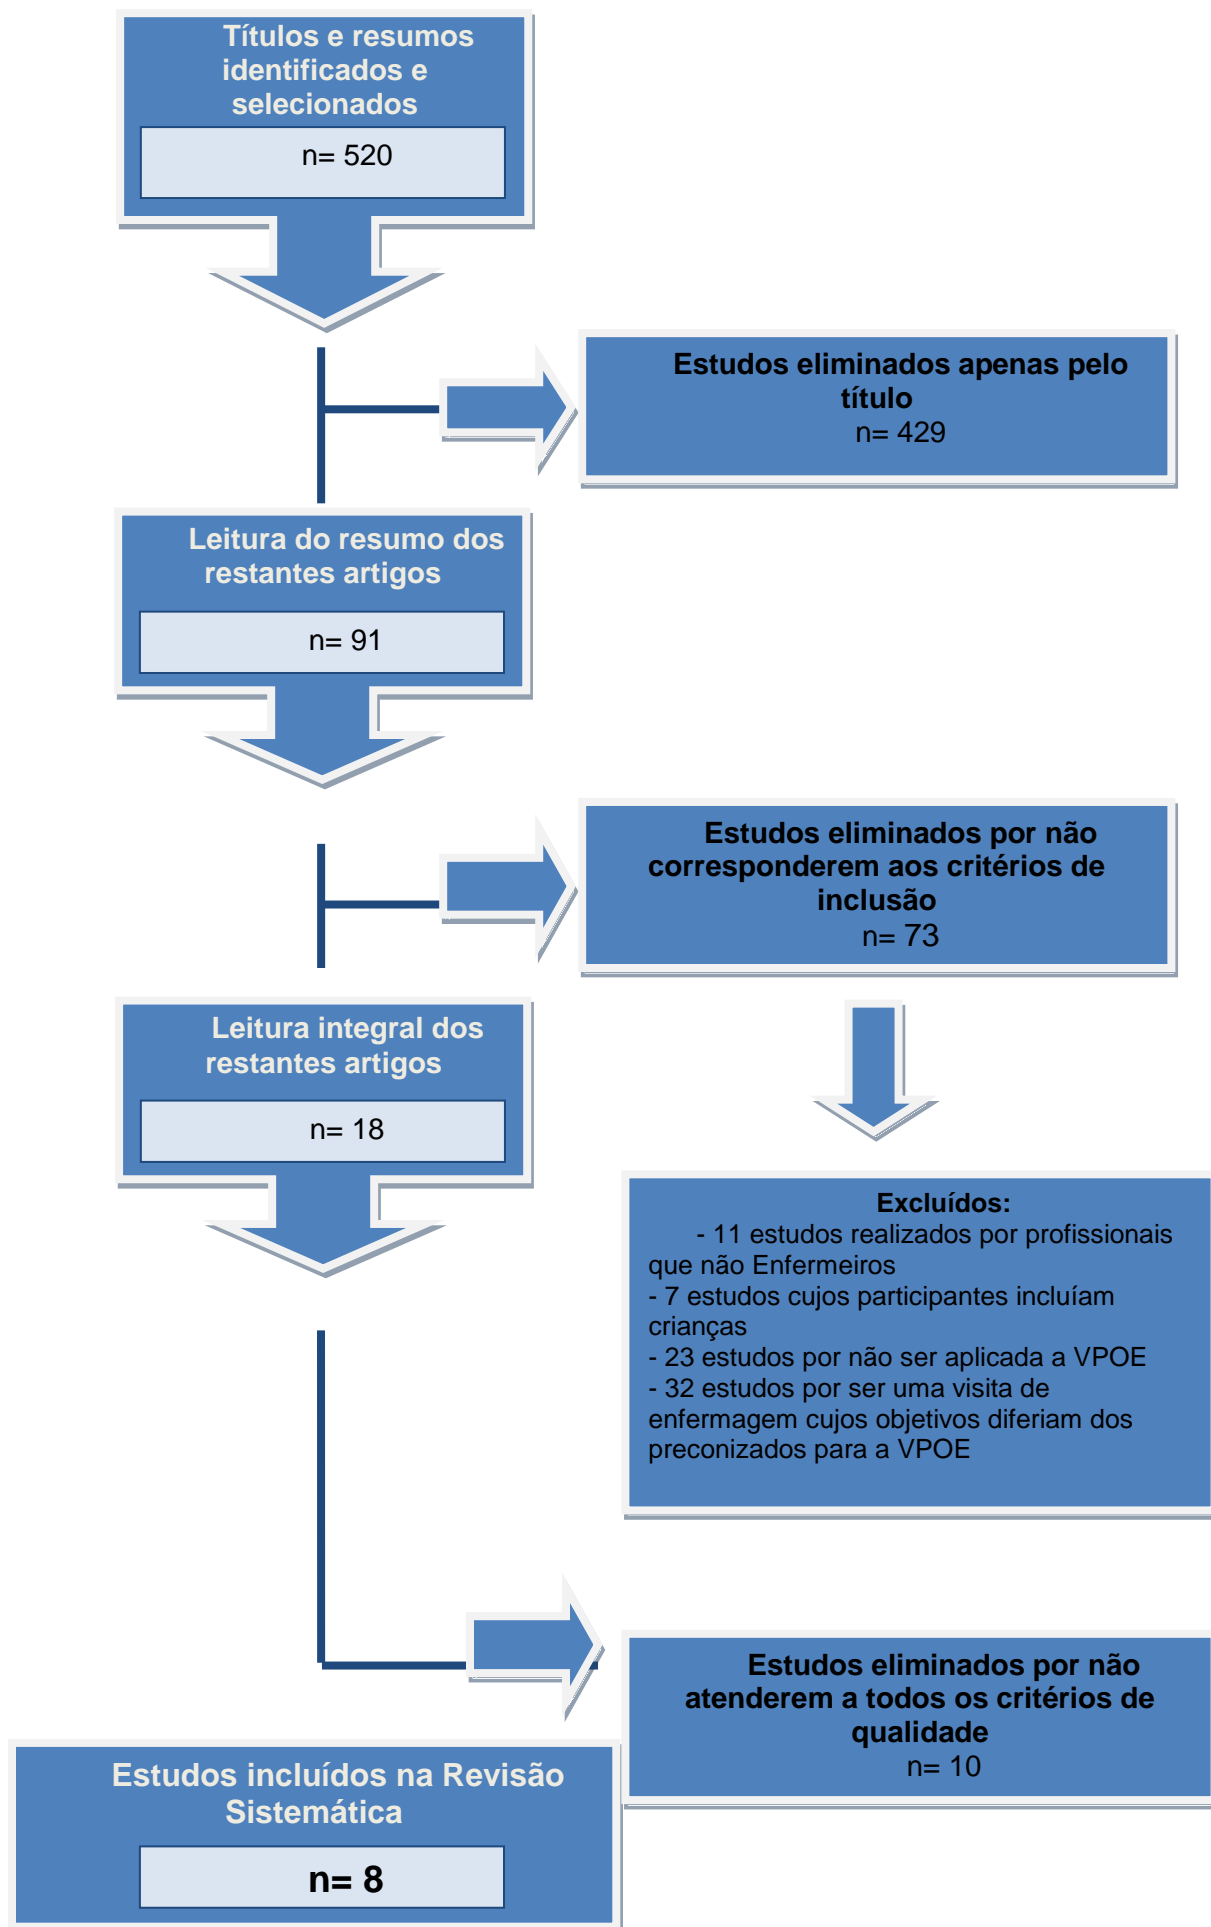 Títulos e resumos
identificados e
selecionados
n= 520
Estudos eliminados apenas pelo
título
n= 429
Leitura do resumo dos
restantes artigos
n= 91
Estudos eliminados por não
corresponderem aos critérios de
inclusão
n= 73
Leitura integral dos
restantes artigos
n= 18
Excluídos:
- 11 estudos realizados por profissionais
que não Enfermeiros
- 7 estudos cujos participantes incluíam
crianças
- 23 estudos por não ser aplicada a VPOE
- 32 estudos por ser uma visita de
enfermagem cujos objetivos diferiam dos
preconizados para a VPOE
Estudos eliminados por não
atenderem a todos os critérios de
qualidade
n= 10
Estudos incluídos na Revisão
Sistemática
n= 8